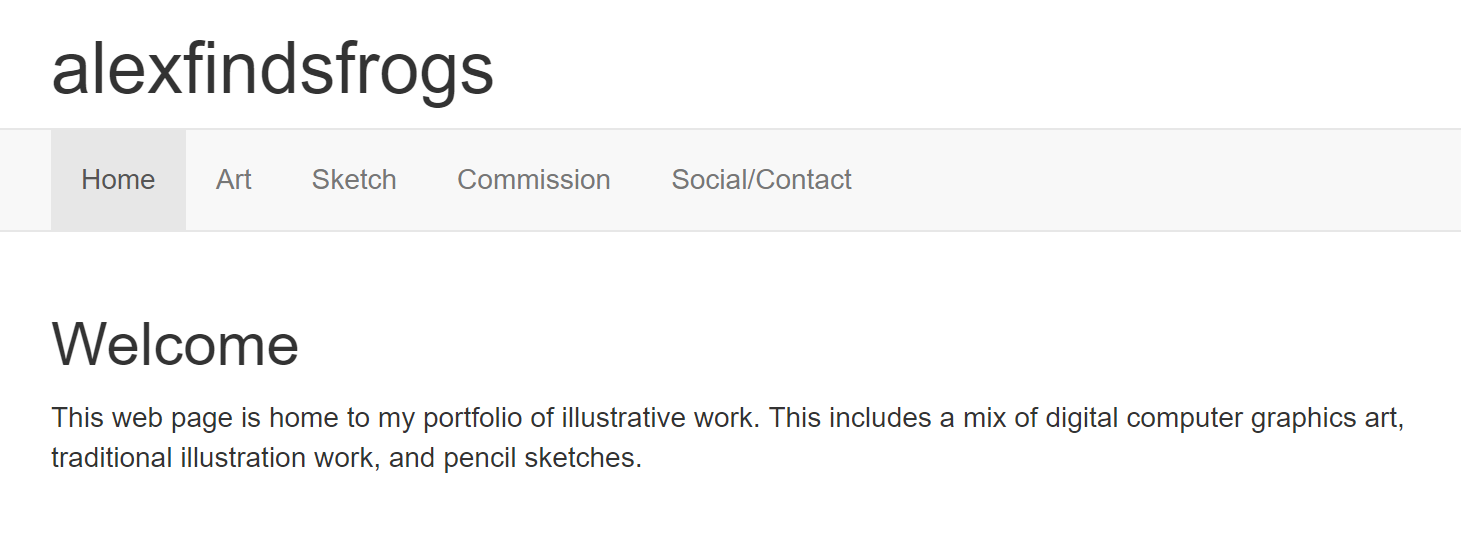 alexfindsfrogs
Home Art Sketch Commission Social/Contact
Welcome
This web page is home to my portfolio of illustrative work. This includes a mix of digital computer graphics art,
traditional illustration work, and pencil sketches.